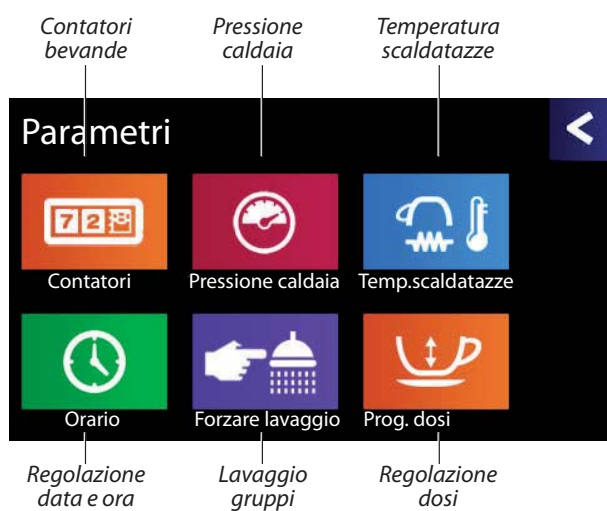 Contatori
bevande
Pressione
caldaia
Temperatura
scaldatazze
Parametri
72
Contatori
Pressione caldaia
Temp.scaldatazze
Orario
Forzare lavaggio
Prog. dosi
Regolazione
data e ora
Lavaggio
gruppi
Regolazione
dosi